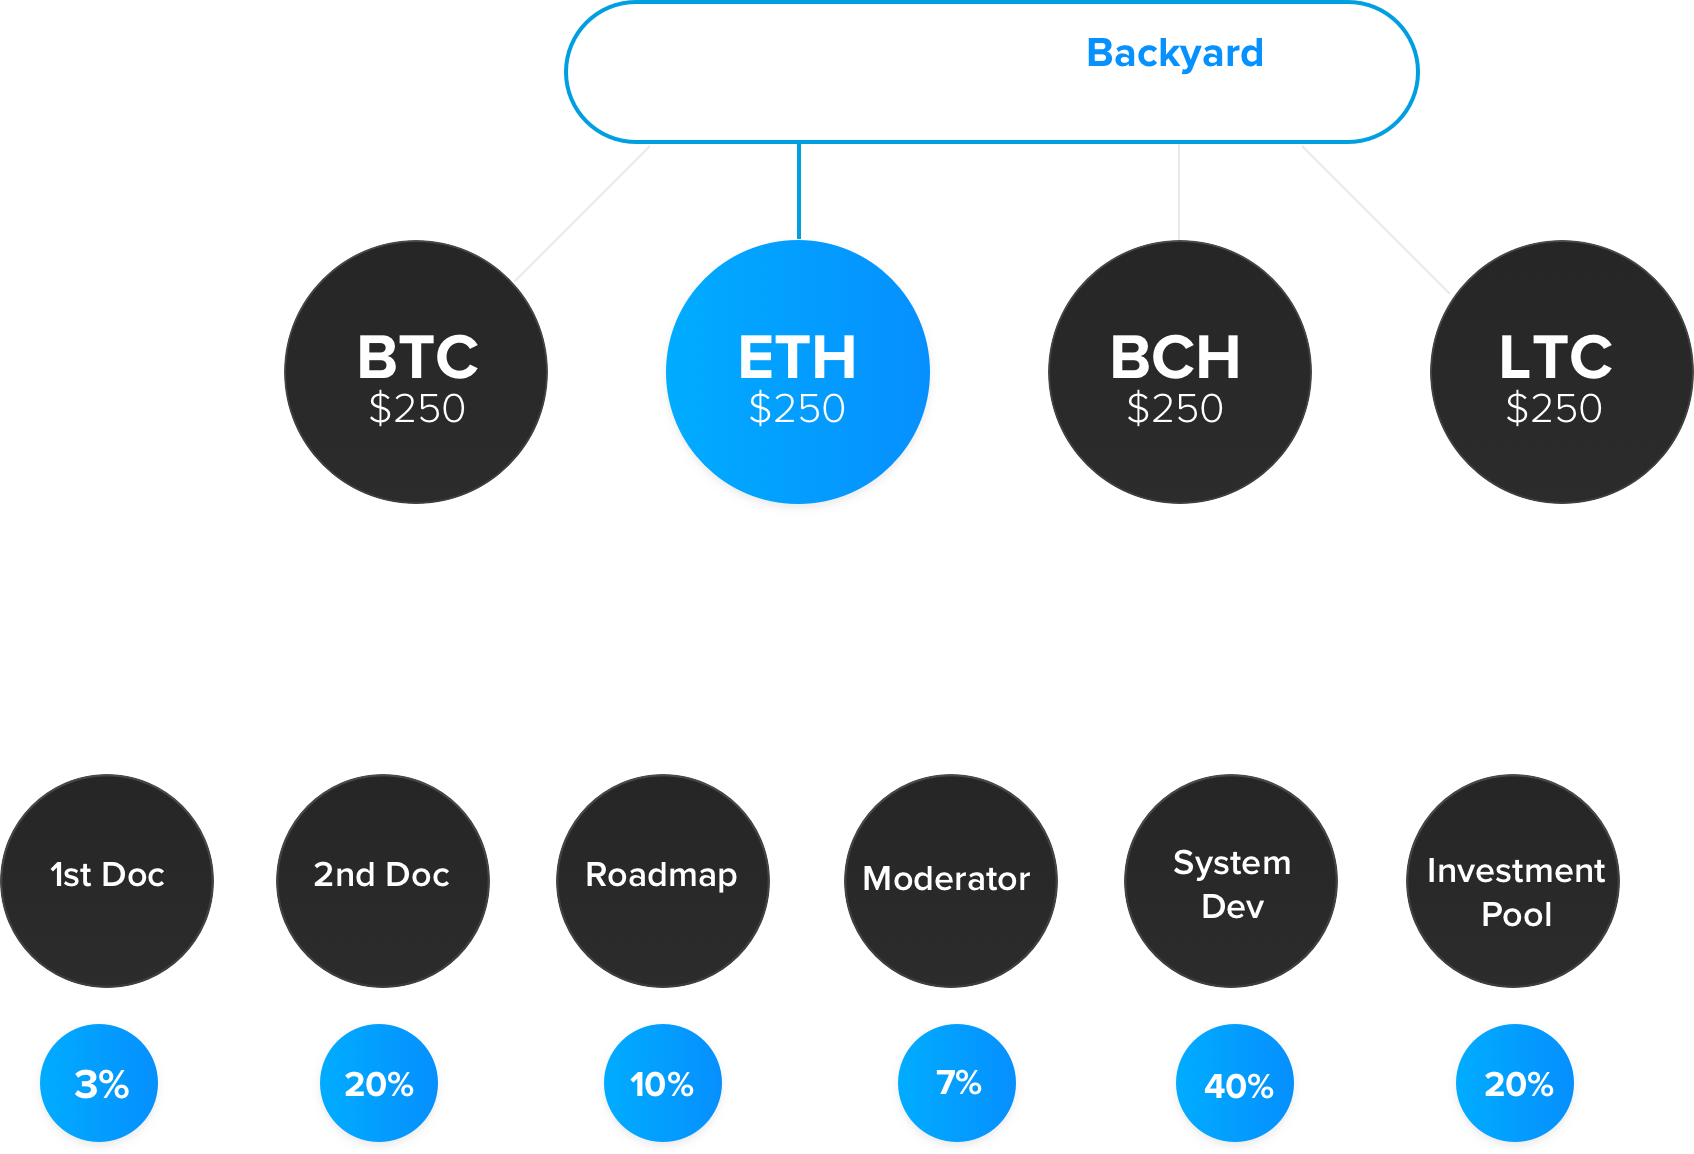 Backyard
BTC
$250
ETH
$250
BCH
$250
LTC
$250
1st Doc
2nd Doc
Roadmap
Moderator
System
Dev
Investment
Pool
3%
20%
10%
7%
40%
20%